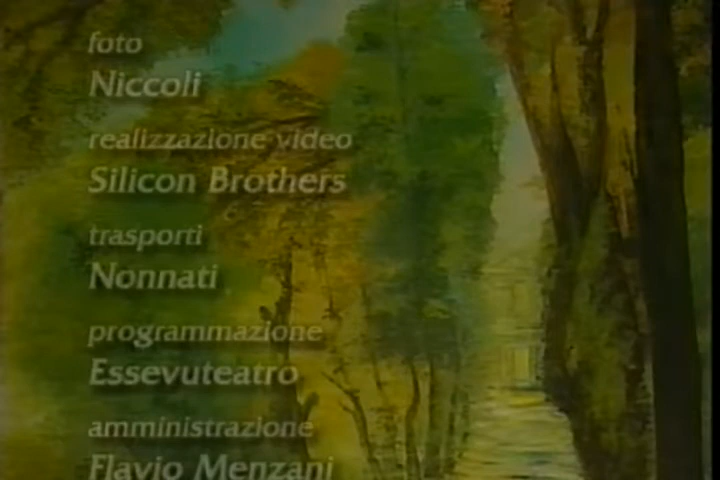 foto
Niccoli
realizzazione video
Silicon Brothers
trasporti
Nonnati
programmazione
Essevuteatro
amministrazione
Flavio Menzani